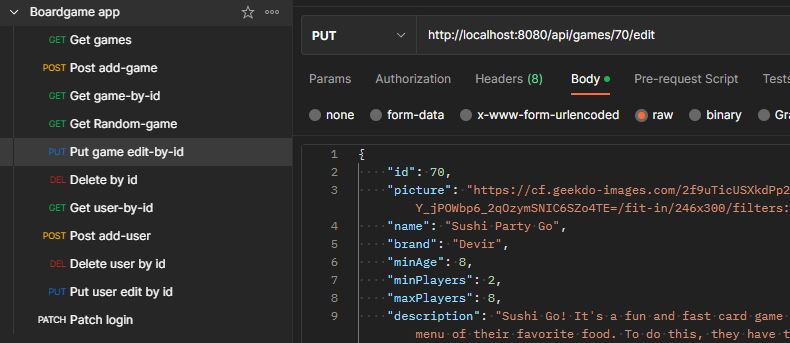 Boardgame app
GET Get games
POST Post add-game
GET Get game-by-id
GET Get Random-game
PUT Put game edit-by-id
DEL Delete by id
GET Get user-by-id
POST Post add-user
DEL Delete user by id
PUT Put user edit by id
PATCH Patch login
PUT http://localhost:8080/api/games/70/edit
Params Authorization Headers (8) Body Pre-request Script Tests
none form-data x-www-form-urlencoded raw binary Gra
1 {
2 "id": 70,
3 "picture": "https://cf.geekdo-images.com/2f9uTicUSXkdPp2
Y_jPOWbp6_2qOzymSNIC6SZo4TE=/fit-in/246x300/filters:
4 "name": "Sushi Party Go",
5 "brand": "Devir",
6 "minAge": 8,
7 "minPlayers": 2,
8 "maxPlayers": 8,
9 "description": "Sushi Go! It's a fun and fast card game
menu of their favorite food. To do this, they have t